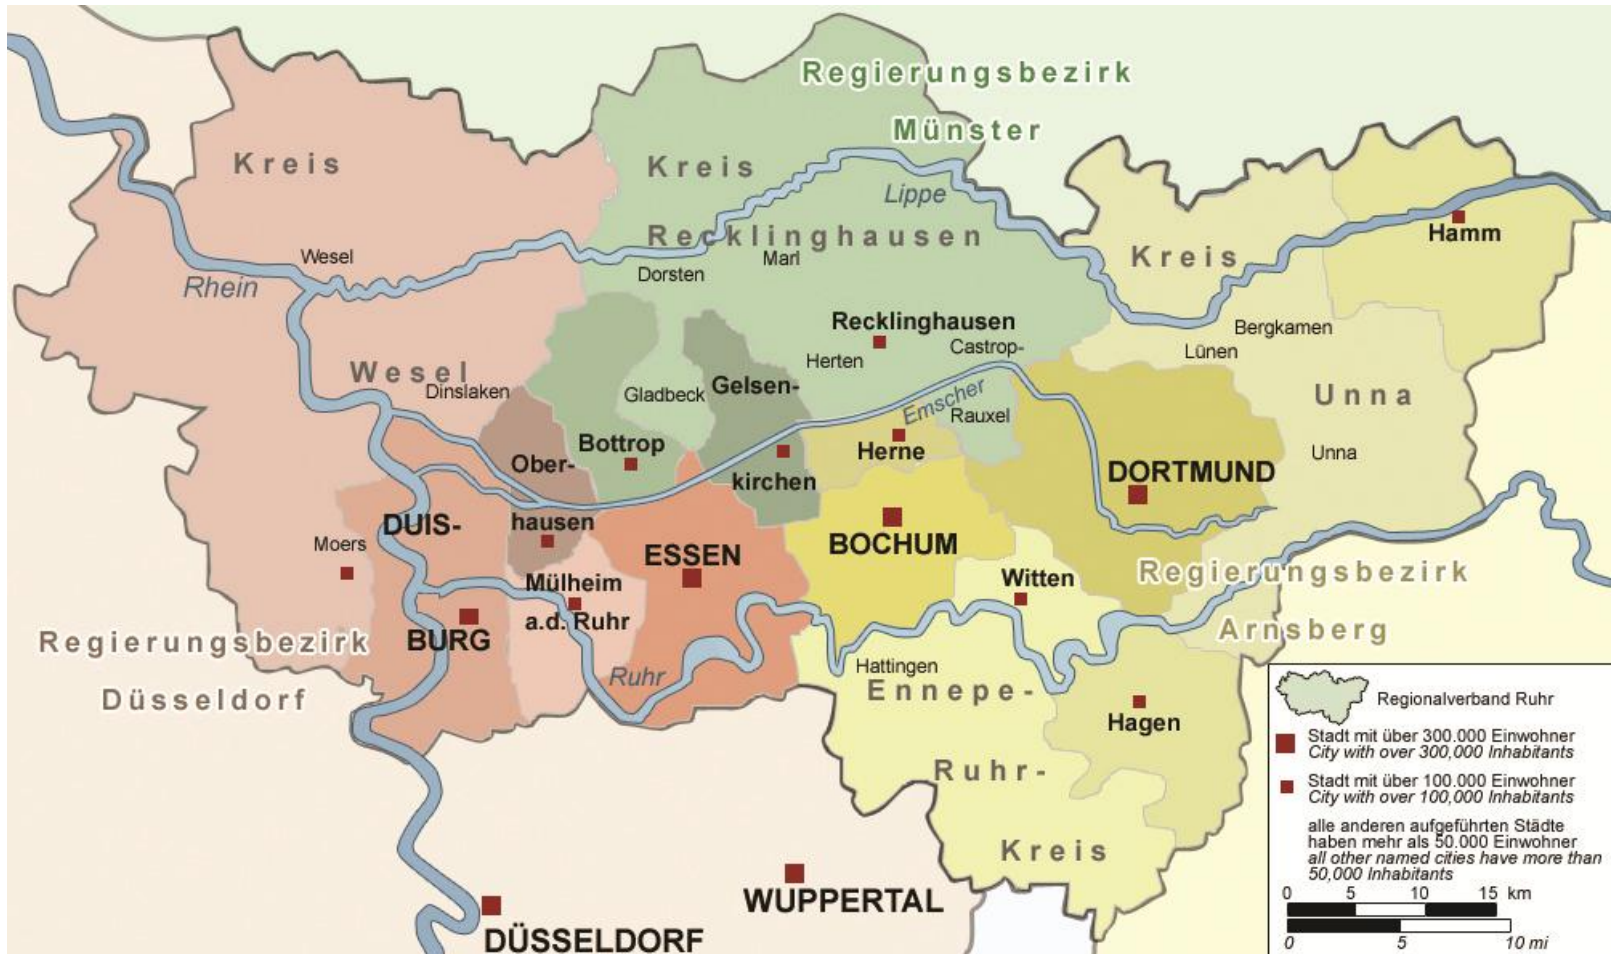 Regierungsbezirk
Münster
Kreis
Kreis
Lippe
Recklinghausen
Hamm
Wesel
Marl
Kreis
Dorsten
Rhein
Recklinghausen
Bergkamen
Castrop-
Lünen
Herten
Wesel
Dinslaken
Gladbeck
Gelsen-
Emscher
Rauxel
Unna
Bottrop
Herne
Unna
Ober-
kirchen
DORTMUND
DUIS-
hausen
Moers
ESSEN
BOCHUM
Mülheim
a.d. Ruhr
Witten
Regierungsbezirk
Arnsberg
BURG
Regierungsbezirk
Düsseldorf
Ruhr
Hattingen
Ennepe-
Ruhr-
Kreis
Hagen
WUPPERTAL
DÜSSELDORF
Regionalverband Ruhr
Stadt mit über 300.000 Einwohner
City with over 300,000 Inhabitants
Stadt mit über 100.000 Einwohner
City with over 100,000 Inhabitants
alle anderen aufgeführten Städte
haben mehr als 50.000 Einwohner
all other named cities have more than
50,000 Inhabitants
0 5 10 15 km
0 5 10 mi